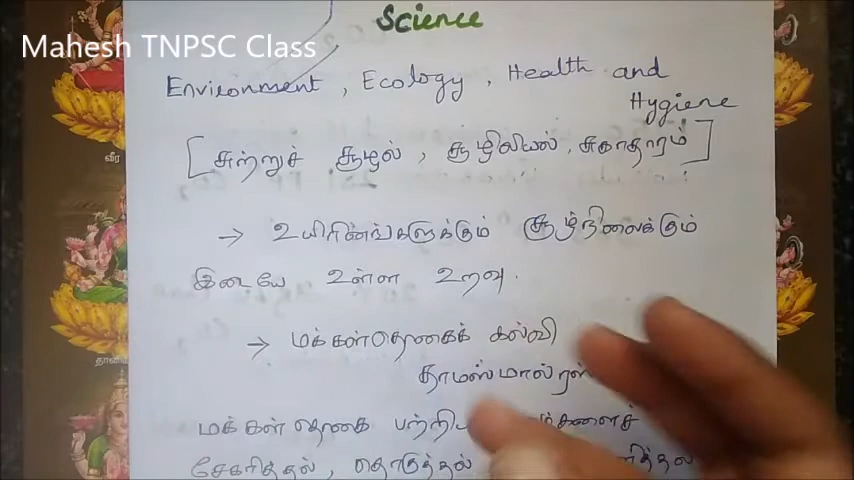 Science
Mahesh TNPSC Class
Environment, Ecology, Health and
Hygiene
[சுற்றுச் சூழல், சூழிலியல், சுகாதாரம்]
→ உயிரினங்களுக்கும் சூழ்நிலைக்கும்
இடையே உள்ள உறவு.
→ மக்கள்தொகைக் கல்வி
தாமஸ்மால்ரஸ்
மக்கள் தொகை பற்றிய
சேகரித்தல், தொகுத்தல்
வீர